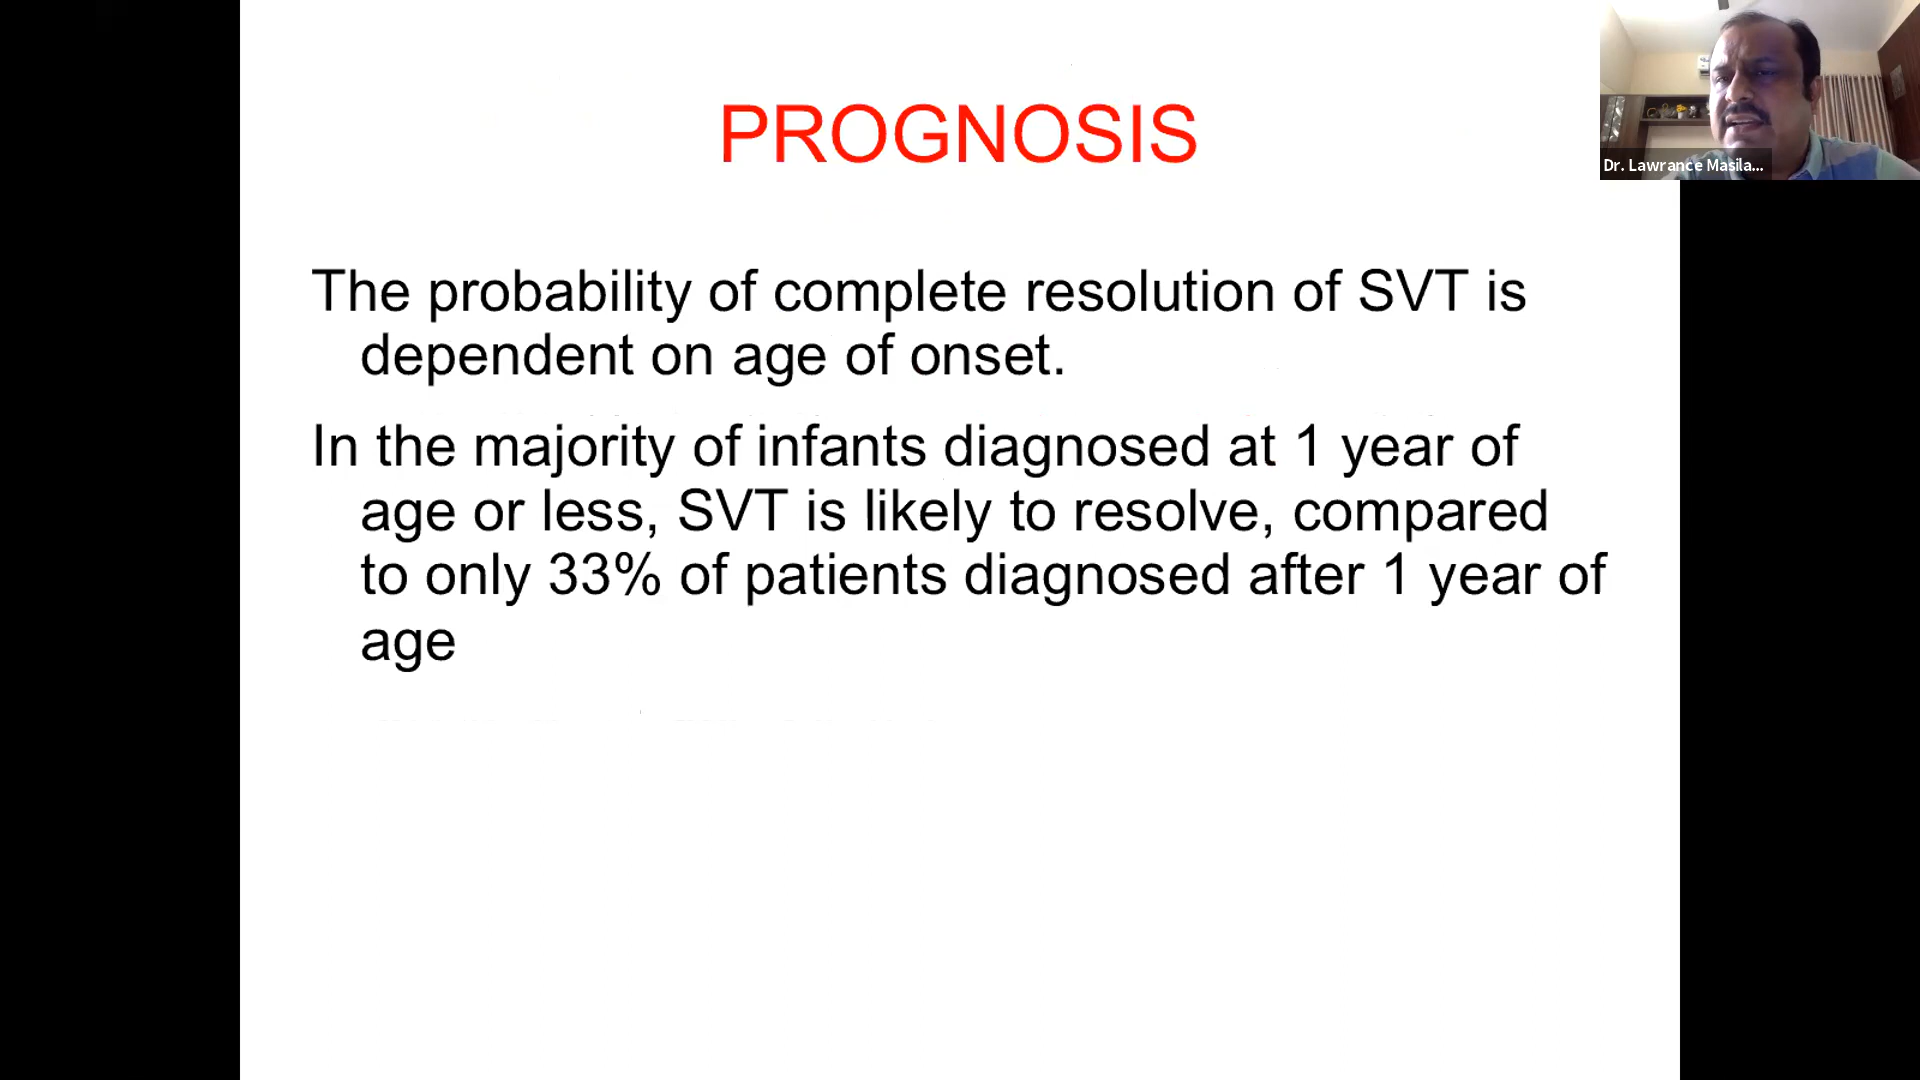 PROGNOSIS
Dr. Lawrance Masila...
The probability of complete resolution of SVT is
dependent on age of onset.
In the majority of infants diagnosed at 1 year of
age or less, SVT is likely to resolve, compared
to only 33% of patients diagnosed after 1 year of
age